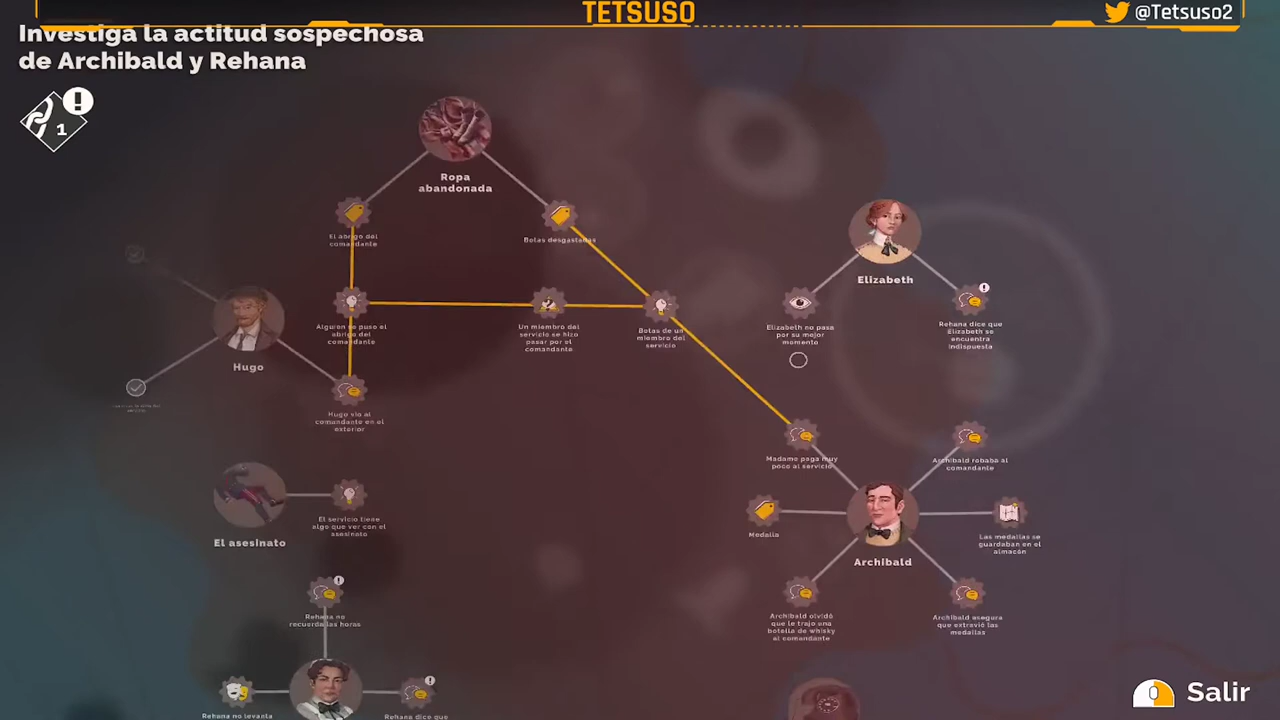 TETSUSO
@Tetsuso2
Investiga la actitud sospechosa
de Archibald y Rehana
1
Ropa
abandonada
El abrigo del
comandante
Botas desgastadas
Elizabeth
Hugo
Alguien se puso el
abrigo del
comandante
Un miembro del
servicio se hizo
pasar por el
comandante
Botas de un
miembro del
servicio
Elizabeth no pasa
por su mejor
momento
Rehana dice que
Elizabeth se
encuentra
indispuesta
Hugo vio al
comandante en el
exterior
Madame paga muy
poco al servicio
Archibald robaba al
comandante
El asesinato
El servicio tiene
algo que ver con el
asesinato
Medalla
Archibald
Las medallas se
guardaban en el
almacén
Rehana no
recuerda las horas
Archibald olvidó
que le trajo una
botella de whisky
al comandante
Archibald asegura
que extravió las
medallas
Rehana no levanta
Rehana dice que
Salir